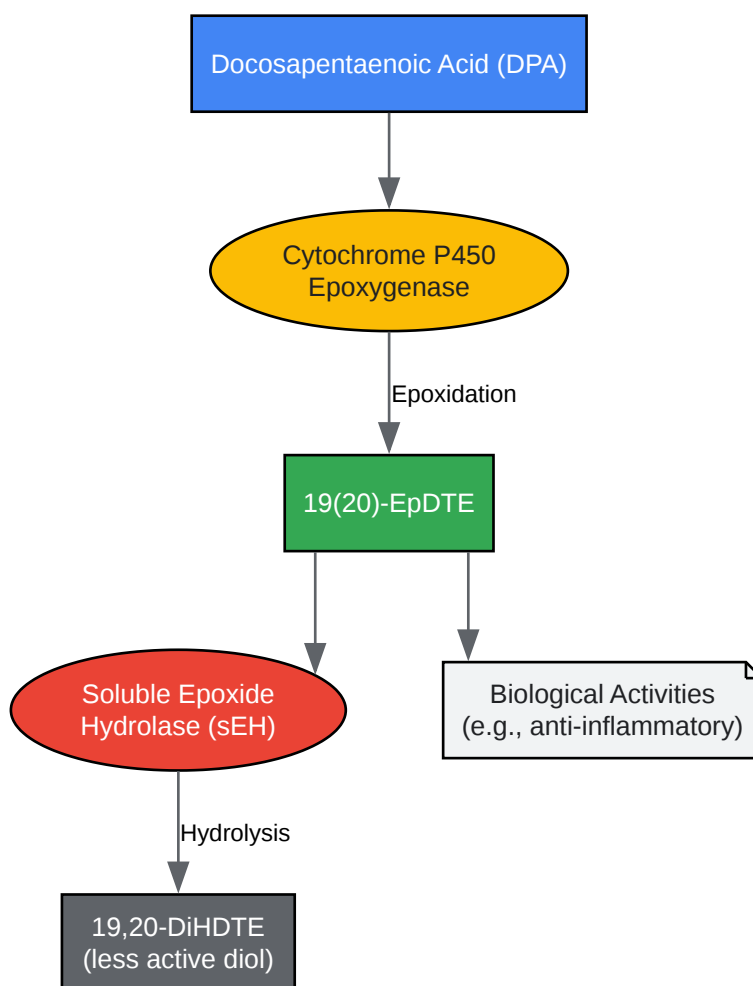 Docosapentaenoic Acid (DPA)
Cytochrome P450
Epoxygenase
Epoxidation
19(20)-EpDTE
Soluble Epoxide
Hydrolase (sEH)
Biological Activities
(e.g., anti-inflammatory)
Hydrolysis
19,20-DiHDTE
(less active diol)